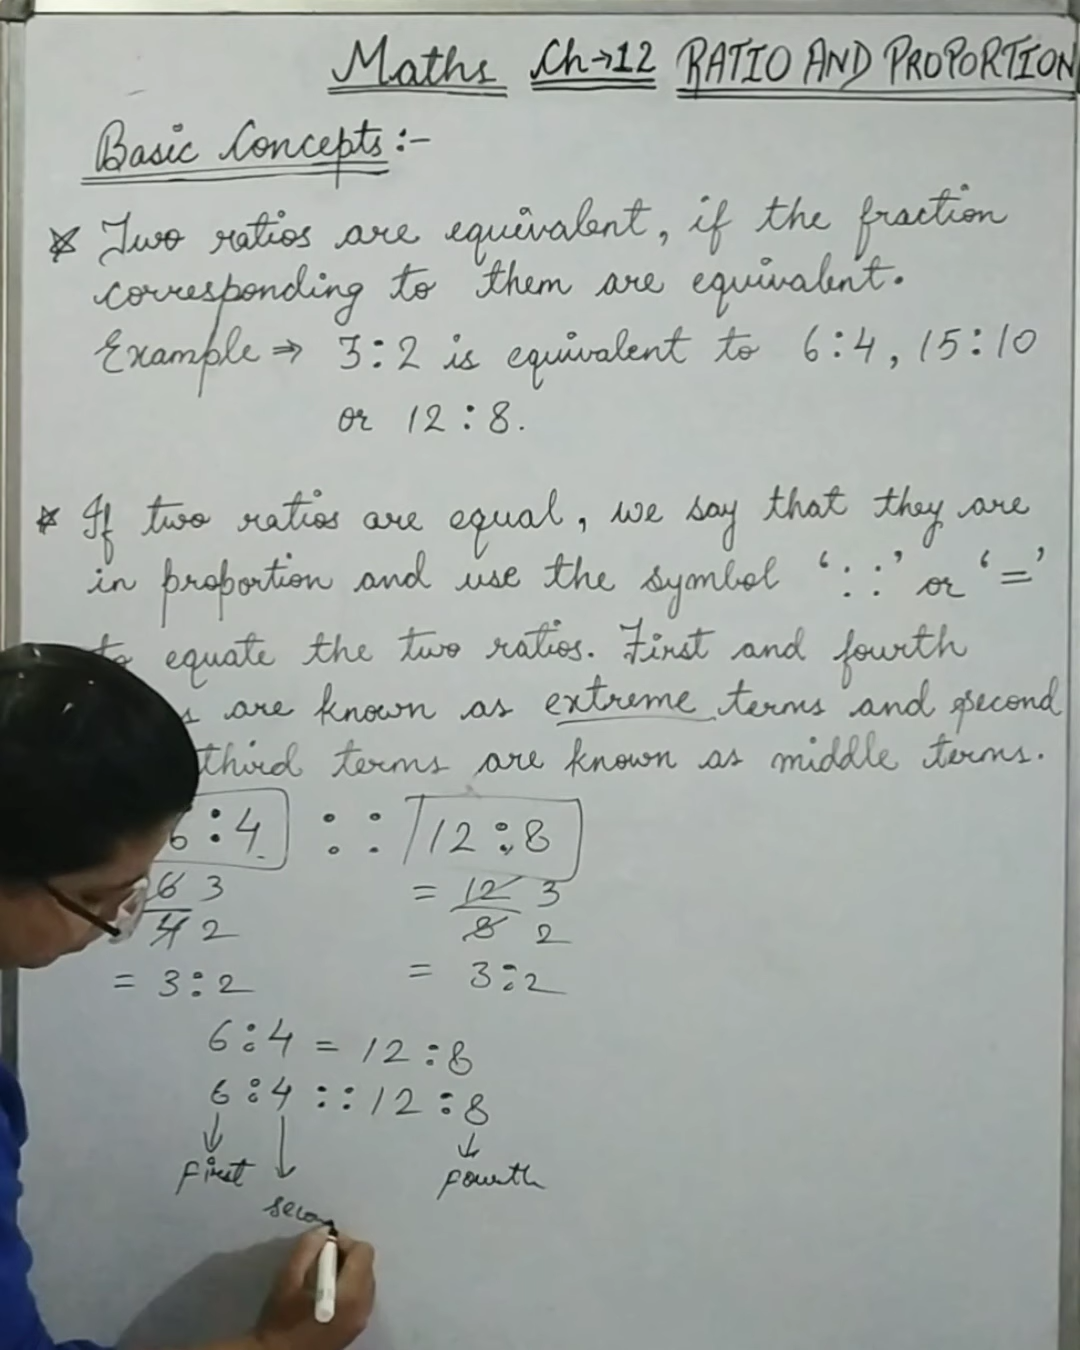 Maths Ch→12 RATIO AND PROPORTION
Basic Concepts:-
☆ Two ratios are equivalent, if the fraction
corresponding to them are equivalent.
Example ⇒ 3:2 is equivalent to 6:4, 15:10
or 12:8.
☆ If two ratios are equal, we say that they are
in proportion and use the symbol '::' or '='
to equate the two ratios. First and fourth
are known as extreme terms and second
third terms are known as middle terms.
6:4 :: 12:8
6 3 = 12 3
4 2 8 2
= 3:2 = 3:2
6:4 = 12:8
6:4 :: 12:8
↓ ↓ ↓
First fourth
secon